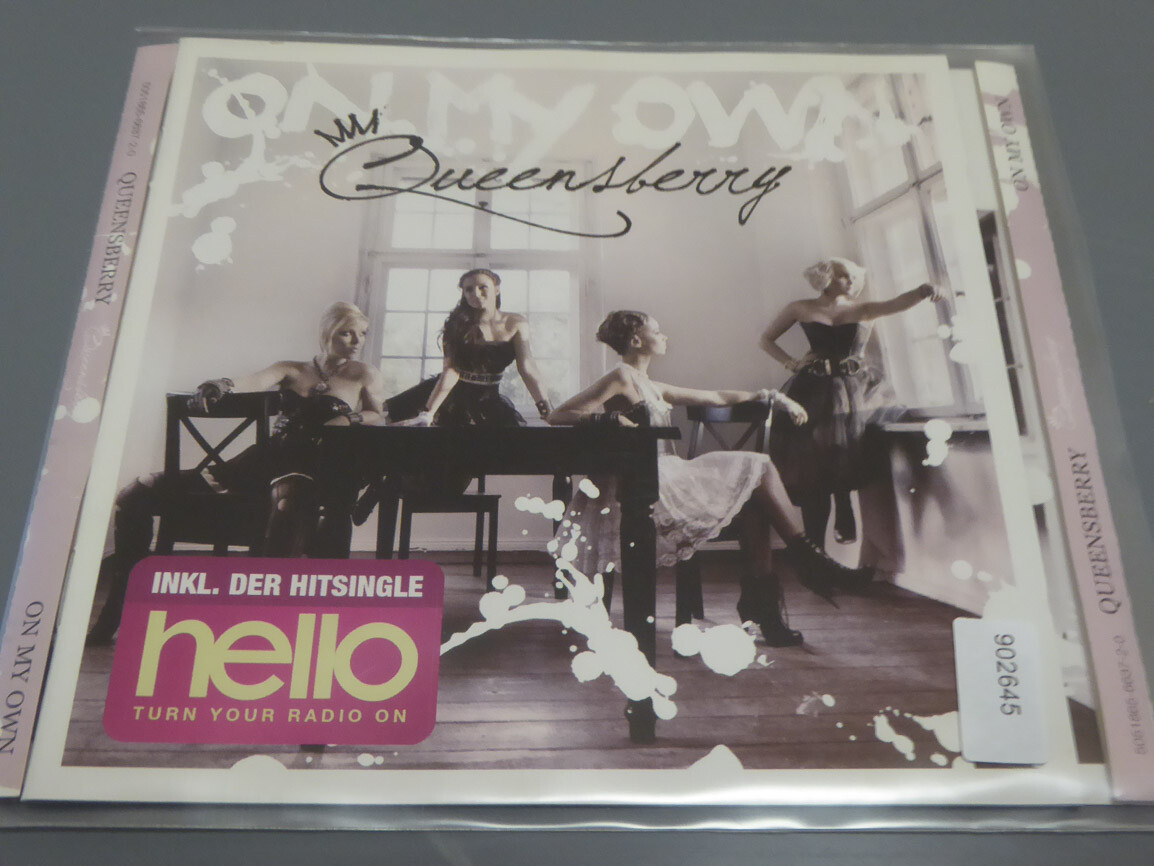 ON MY OWN
Queensberry
INKL. DER HITSINGLE
hello
TURN YOUR RADIO ON
902645
QUEENSBERRY
ON MY OWN
ON MY OWN
QUEENSBERRY